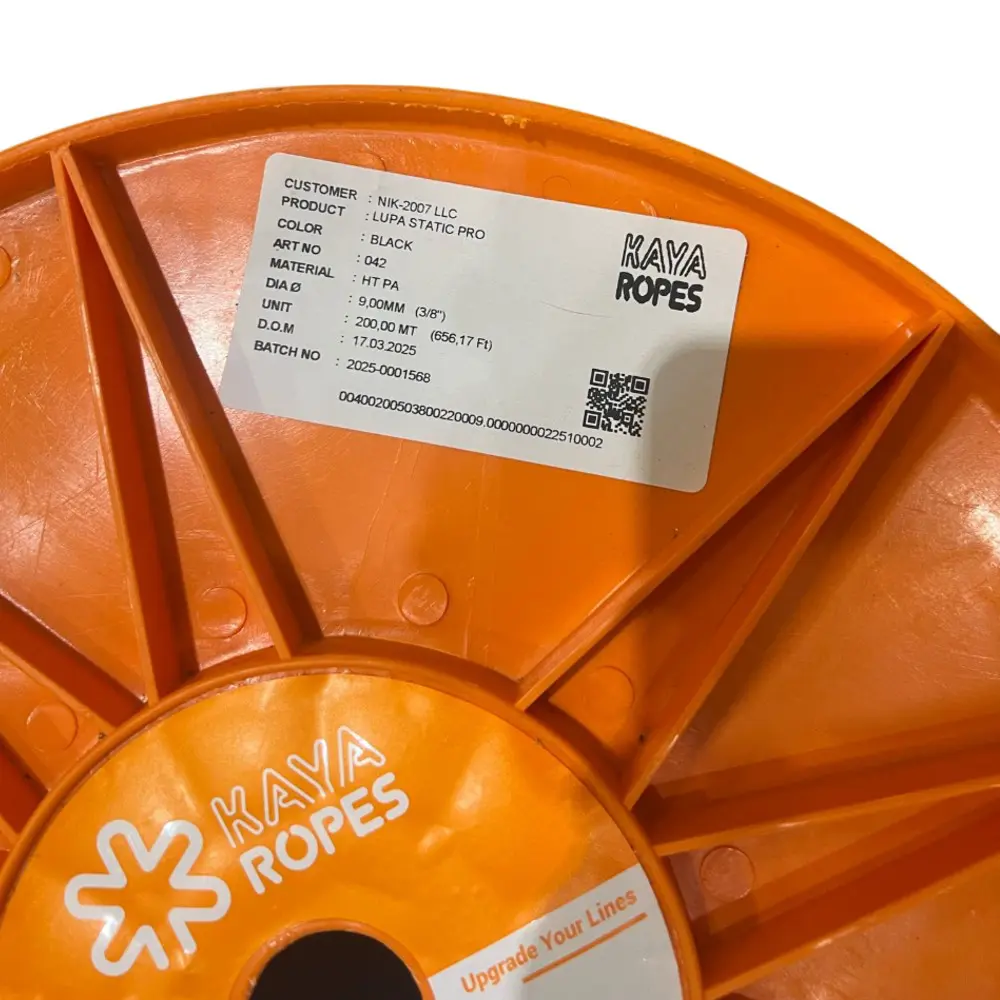 CUSTOMER : NIK-2007 LLC
PRODUCT : LUPA STATIC PRO
COLOR : BLACK
ART NO : 042
MATERIAL : HT PA
DIA Ø : 9,00MM (3/8")
UNIT : 200,00 MT (656,17 Ft)
D.O.M : 17.03.2025
BATCH NO : 2025-0001568
00400200503800220009.0000000022510002
KAYA
ROPES
KAYA
ROPES
Upgrade Your Lines